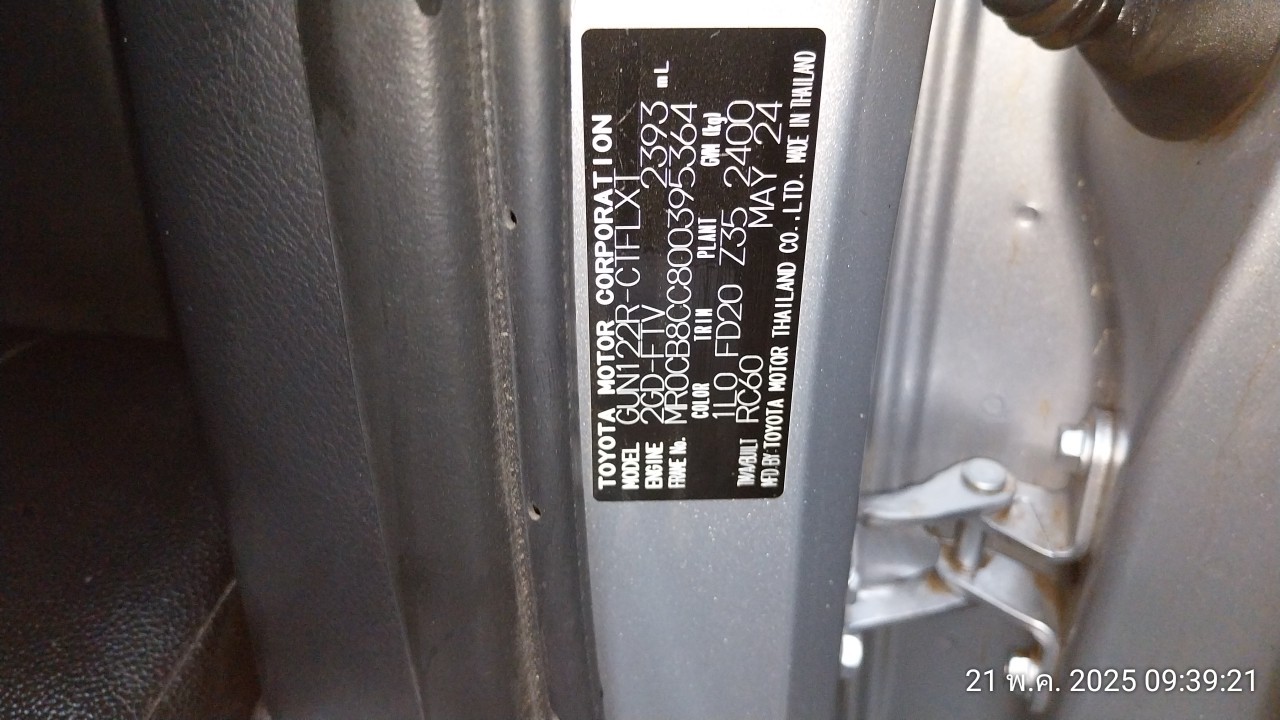 TOYOTA MOTOR CORPORATION
MODEL GUN122R-CTFLXT
ENGINE 2GD-FTV 2393 mL
FRAME No. MR0CB8CC800395364
COLOR TRIM PLANT GVM (kg)
1L0 FD20 Z35 2400
TMA/BUILT RC60 MAY 24
MFD.BY:TOYOTA MOTOR THAILAND CO.,LTD. MADE IN THAILAND
21 พ.ค. 2025 09:39:21